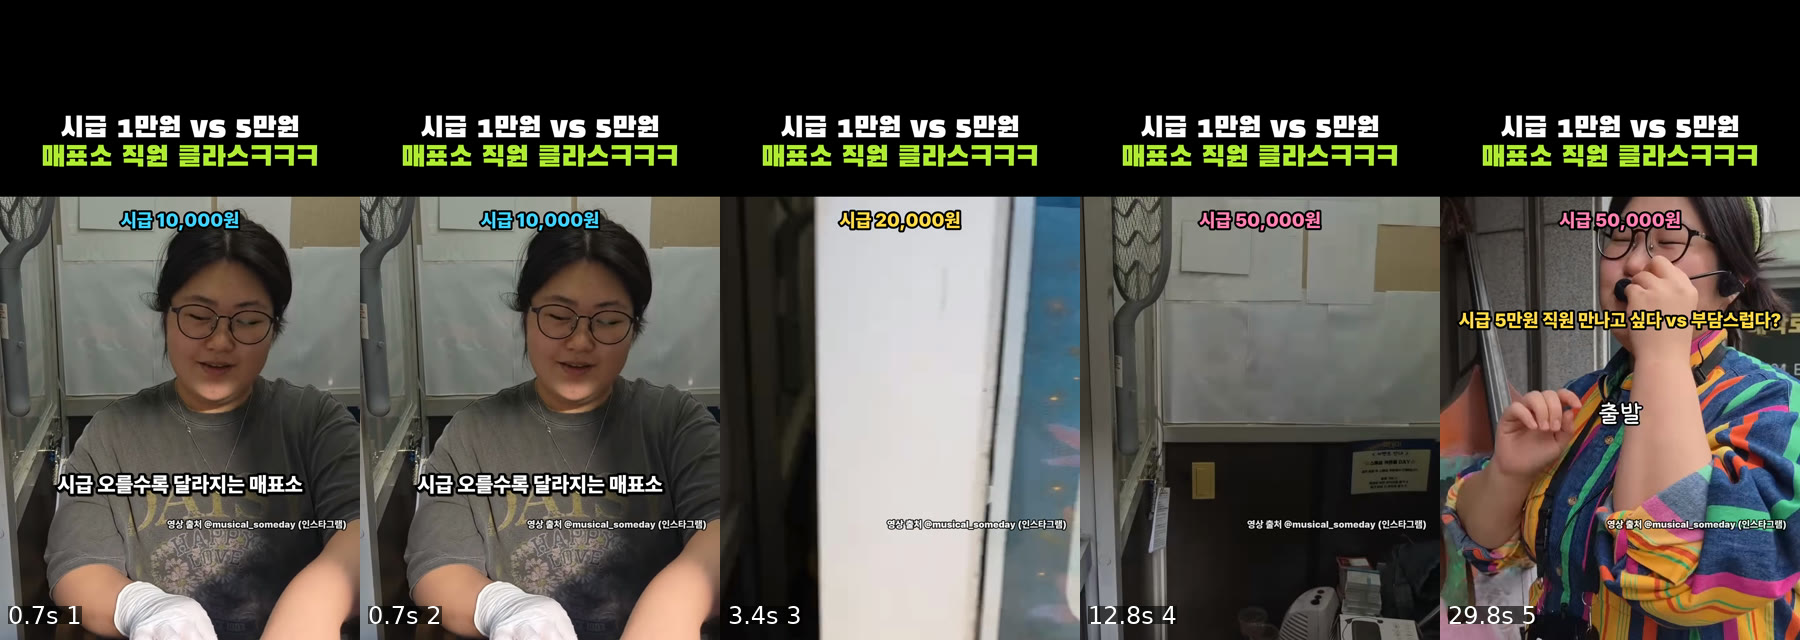 시급 1만원 VS 5만원
매표소 직원 클라스ㅋㅋㅋ
시급 10,000원
시급 오를수록 달라지는 매표소
영상 출처 @musical_someday (인스타그램)
0.7s 1
시급 1만원 VS 5만원
매표소 직원 클라스ㅋㅋㅋ
시급 10,000원
시급 오를수록 달라지는 매표소
영상 출처 @musical_someday (인스타그램)
0.7s 2
시급 1만원 VS 5만원
매표소 직원 클라스ㅋㅋㅋ
시급 20,000원
영상 출처 @musical_someday (인스타그램)
3.4s 3
시급 1만원 VS 5만원
매표소 직원 클라스ㅋㅋㅋ
시급 50,000원
영상 출처 @musical_someday (인스타그램)
12.8s 4
시급 1만원 VS 5만원
매표소 직원 클라스ㅋㅋㅋ
시급 50,000원
시급 5만원 직원 만나고 싶다 vs 부담스럽다?
출발
영상 출처 @musical_someday (인스타그램)
29.8s 5